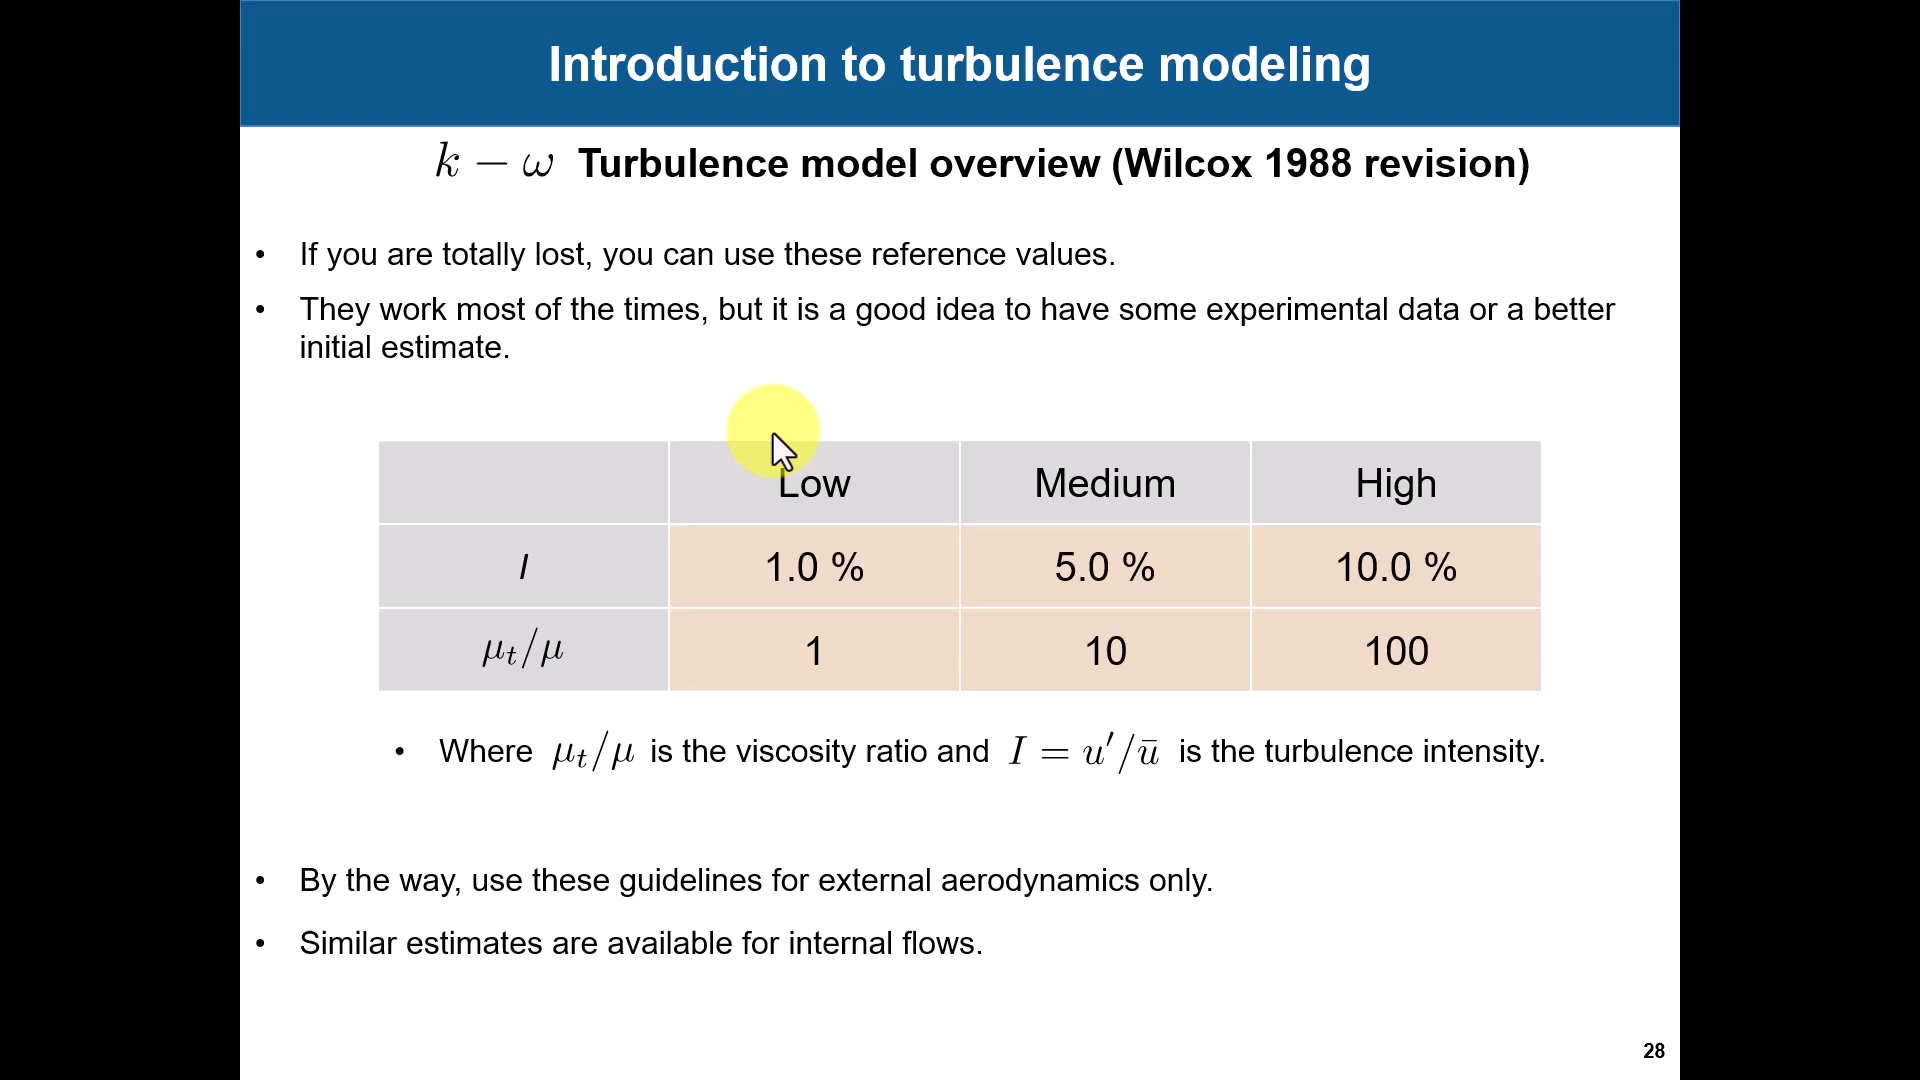 Introduction to turbulence modeling
k − ω Turbulence model overview (Wilcox 1988 revision)
• If you are totally lost, you can use these reference values.
• They work most of the times, but it is a good idea to have some experimental data or a better
initial estimate.
Low Medium High
I 1.0 % 5.0 % 10.0 %
μₜ/μ 1 10 100
• Where μₜ/μ is the viscosity ratio and I = u′/ū is the turbulence intensity.
• By the way, use these guidelines for external aerodynamics only.
• Similar estimates are available for internal flows.
28